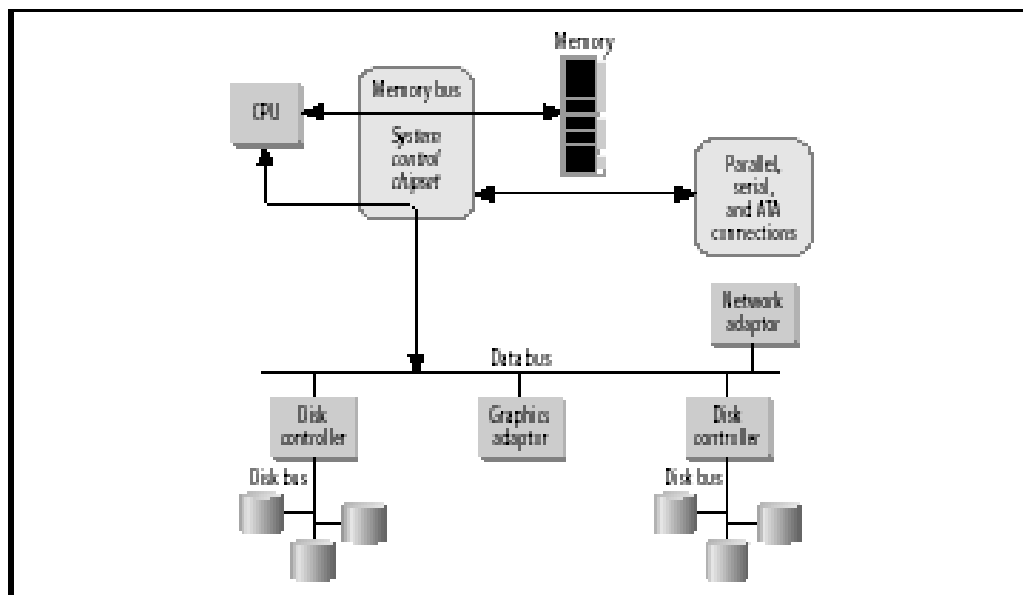 Memory
Memory bus
CPU
System
control
chipset
Parallel,
serial,
and ATA
connections
Network
adaptor
Data bus
Disk
controller
Graphics
adaptor
Disk
controller
Disk bus
Disk bus